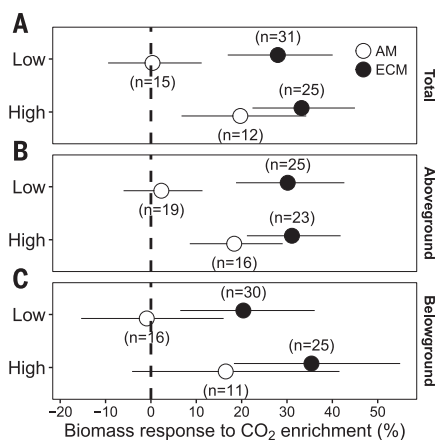 A
Low
(n=31)
(n=15)
AM
ECM
High
(n=25)
(n=12)
Total
B
Low
(n=25)
(n=19)
High
(n=23)
(n=16)
Aboveground
C
Low
(n=30)
(n=16)
High
(n=25)
(n=11)
Belowground
−20 −10 0 10 20 30 40 50
Biomass response to CO₂ enrichment (%)